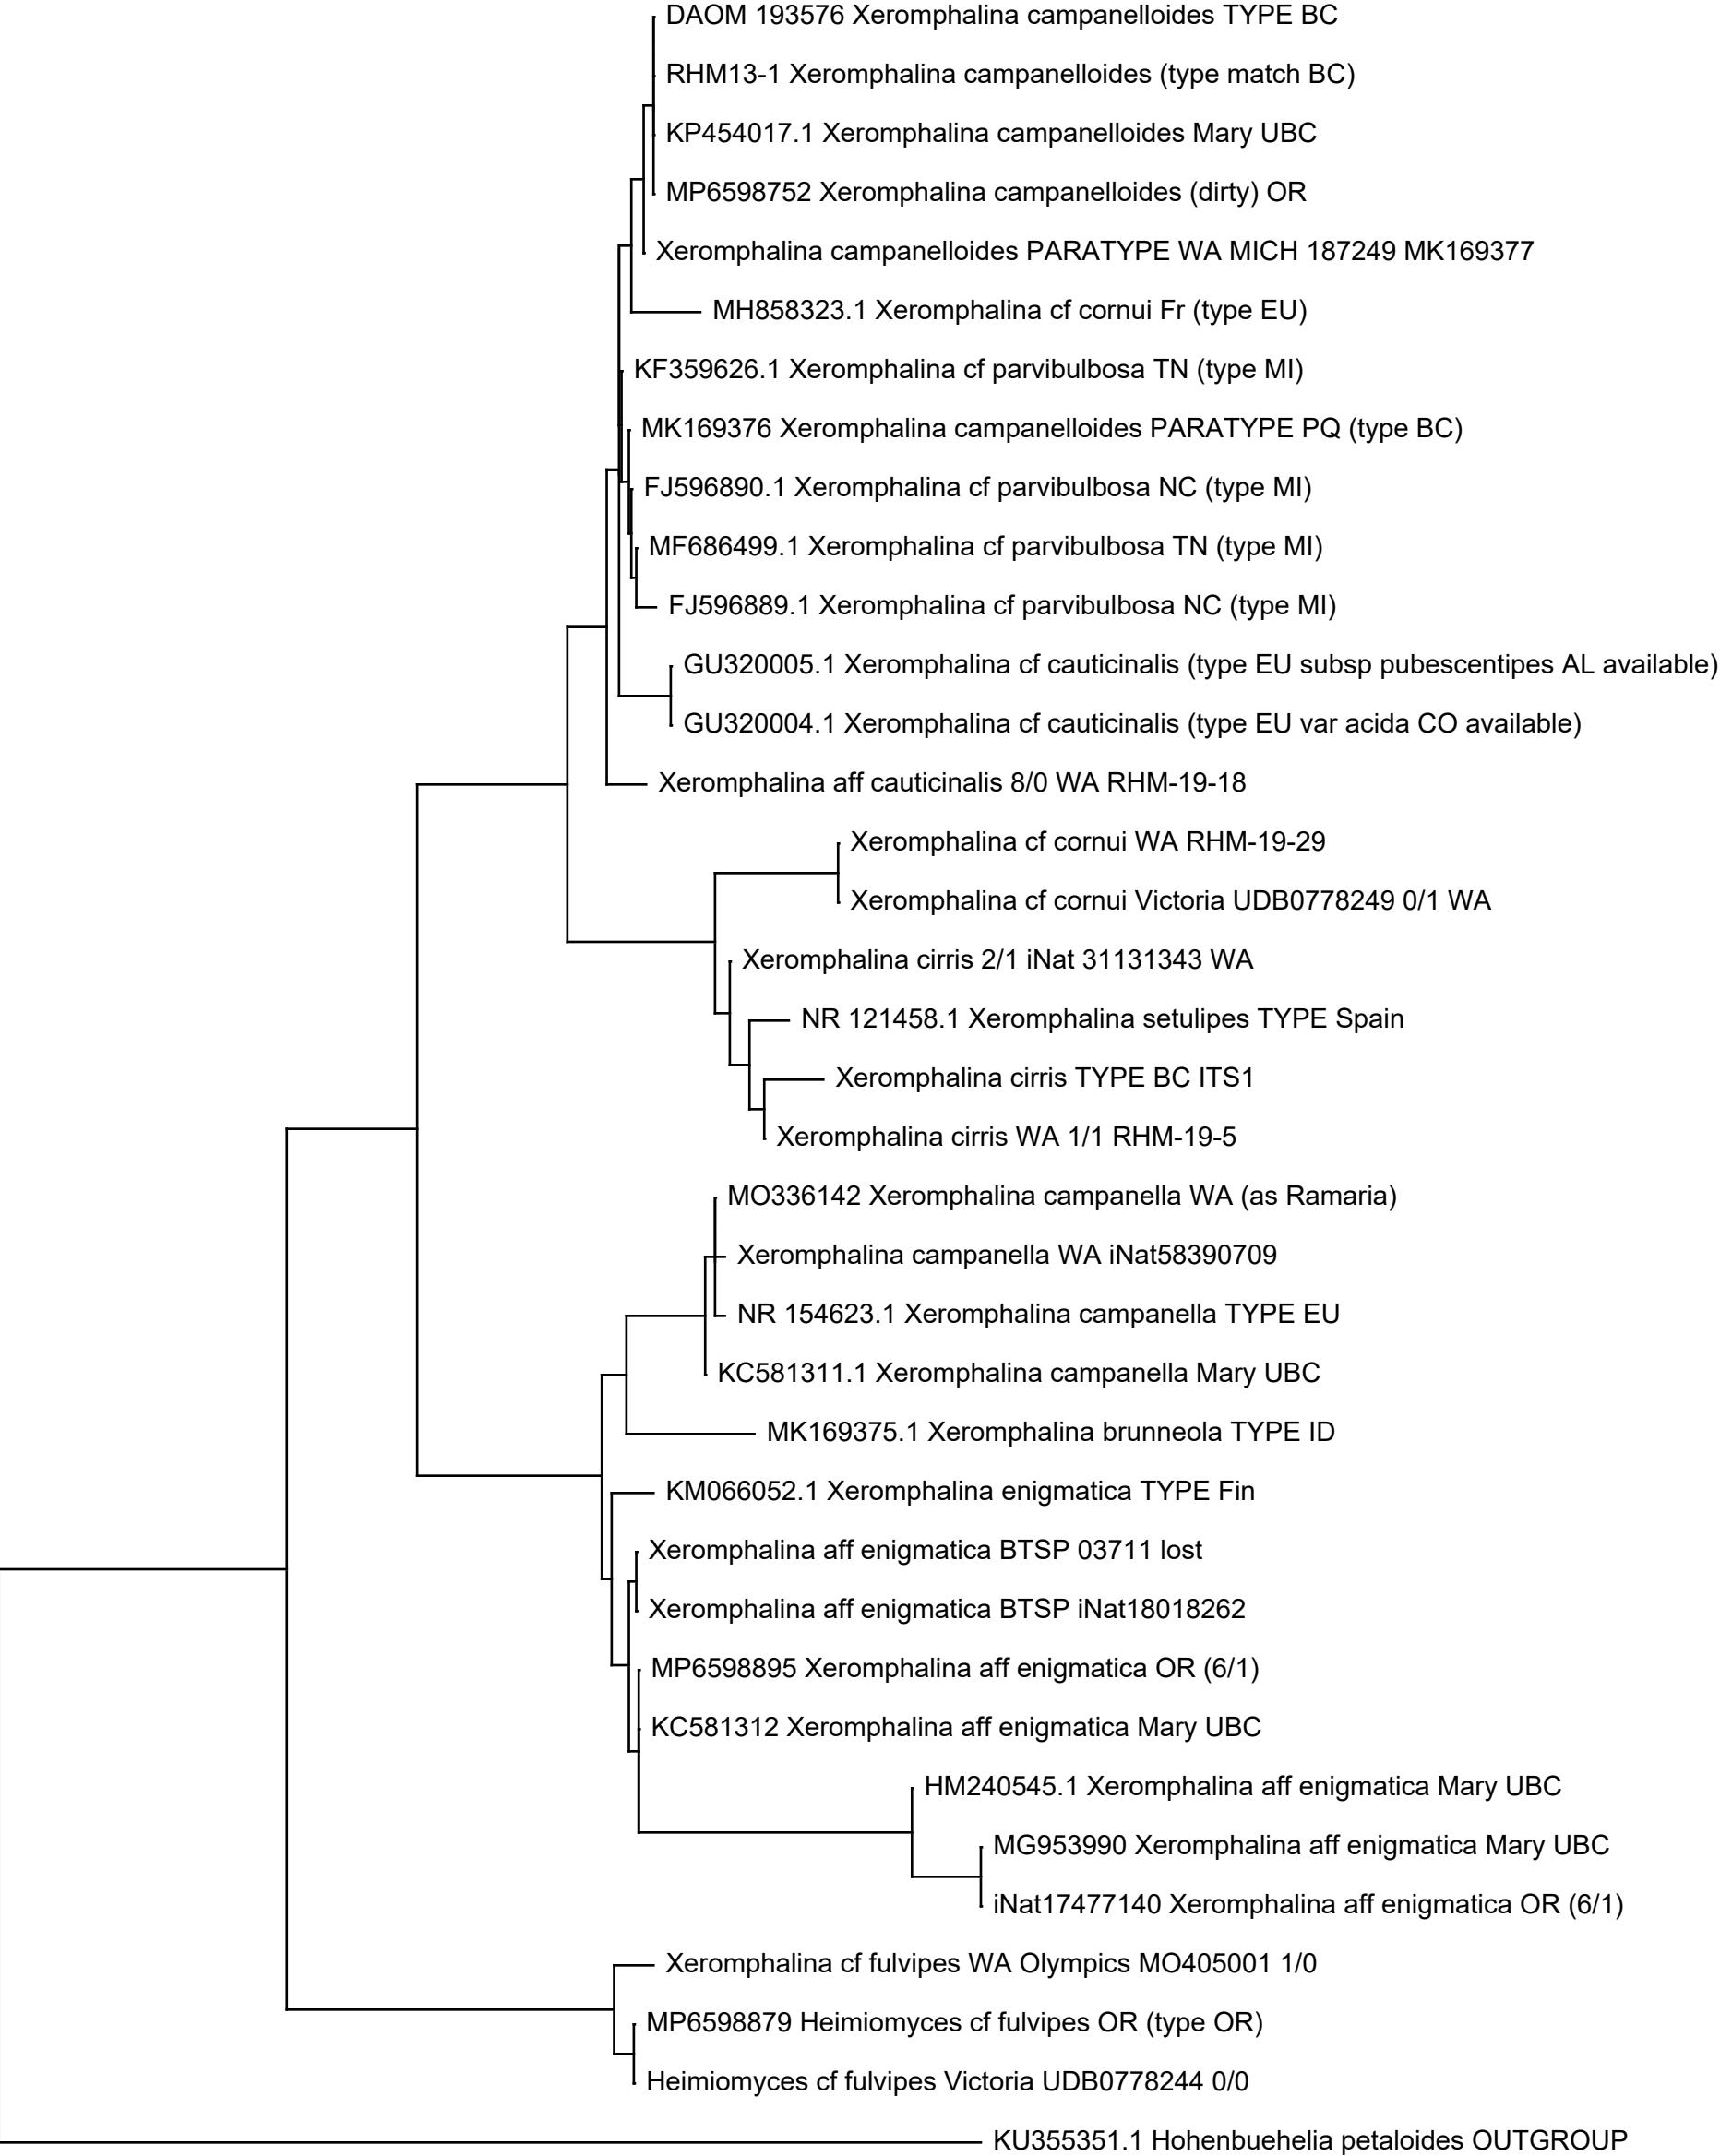 DAOM 193576 Xeromphalina campanelloides TYPE BC
RHM13-1 Xeromphalina campanelloides (type match BC)
KP454017.1 Xeromphalina campanelloides Mary UBC
MP6598752 Xeromphalina campanelloides (dirty) OR
Xeromphalina campanelloides PARATYPE WA MICH 187249 MK169377
MH858323.1 Xeromphalina cf cornui Fr (type EU)
KF359626.1 Xeromphalina cf parvibulbosa TN (type MI)
MK169376 Xeromphalina campanelloides PARATYPE PQ (type BC)
FJ596890.1 Xeromphalina cf parvibulbosa NC (type MI)
MF686499.1 Xeromphalina cf parvibulbosa TN (type MI)
FJ596889.1 Xeromphalina cf parvibulbosa NC (type MI)
GU320005.1 Xeromphalina cf cauticinalis (type EU subsp pubescentipes AL available)
GU320004.1 Xeromphalina cf cauticinalis (type EU var acida CO available)
Xeromphalina aff cauticinalis 8/0 WA RHM-19-18
Xeromphalina cf cornui WA RHM-19-29
Xeromphalina cf cornui Victoria UDB0778249 0/1 WA
Xeromphalina cirris 2/1 iNat 31131343 WA
NR 121458.1 Xeromphalina setulipes TYPE Spain
Xeromphalina cirris TYPE BC ITS1
Xeromphalina cirris WA 1/1 RHM-19-5
MO336142 Xeromphalina campanella WA (as Ramaria)
Xeromphalina campanella WA iNat58390709
NR 154623.1 Xeromphalina campanella TYPE EU
KC581311.1 Xeromphalina campanella Mary UBC
MK169375.1 Xeromphalina brunneola TYPE ID
KM066052.1 Xeromphalina enigmatica TYPE Fin
Xeromphalina aff enigmatica BTSP 03711 lost
Xeromphalina aff enigmatica BTSP iNat18018262
MP6598895 Xeromphalina aff enigmatica OR (6/1)
KC581312 Xeromphalina aff enigmatica Mary UBC
HM240545.1 Xeromphalina aff enigmatica Mary UBC
MG953990 Xeromphalina aff enigmatica Mary UBC
iNat17477140 Xeromphalina aff enigmatica OR (6/1)
Xeromphalina cf fulvipes WA Olympics MO405001 1/0
MP6598879 Heimiomyces cf fulvipes OR (type OR)
Heimiomyces cf fulvipes Victoria UDB0778244 0/0
KU355351.1 Hohenbuehelia petaloides OUTGROUP